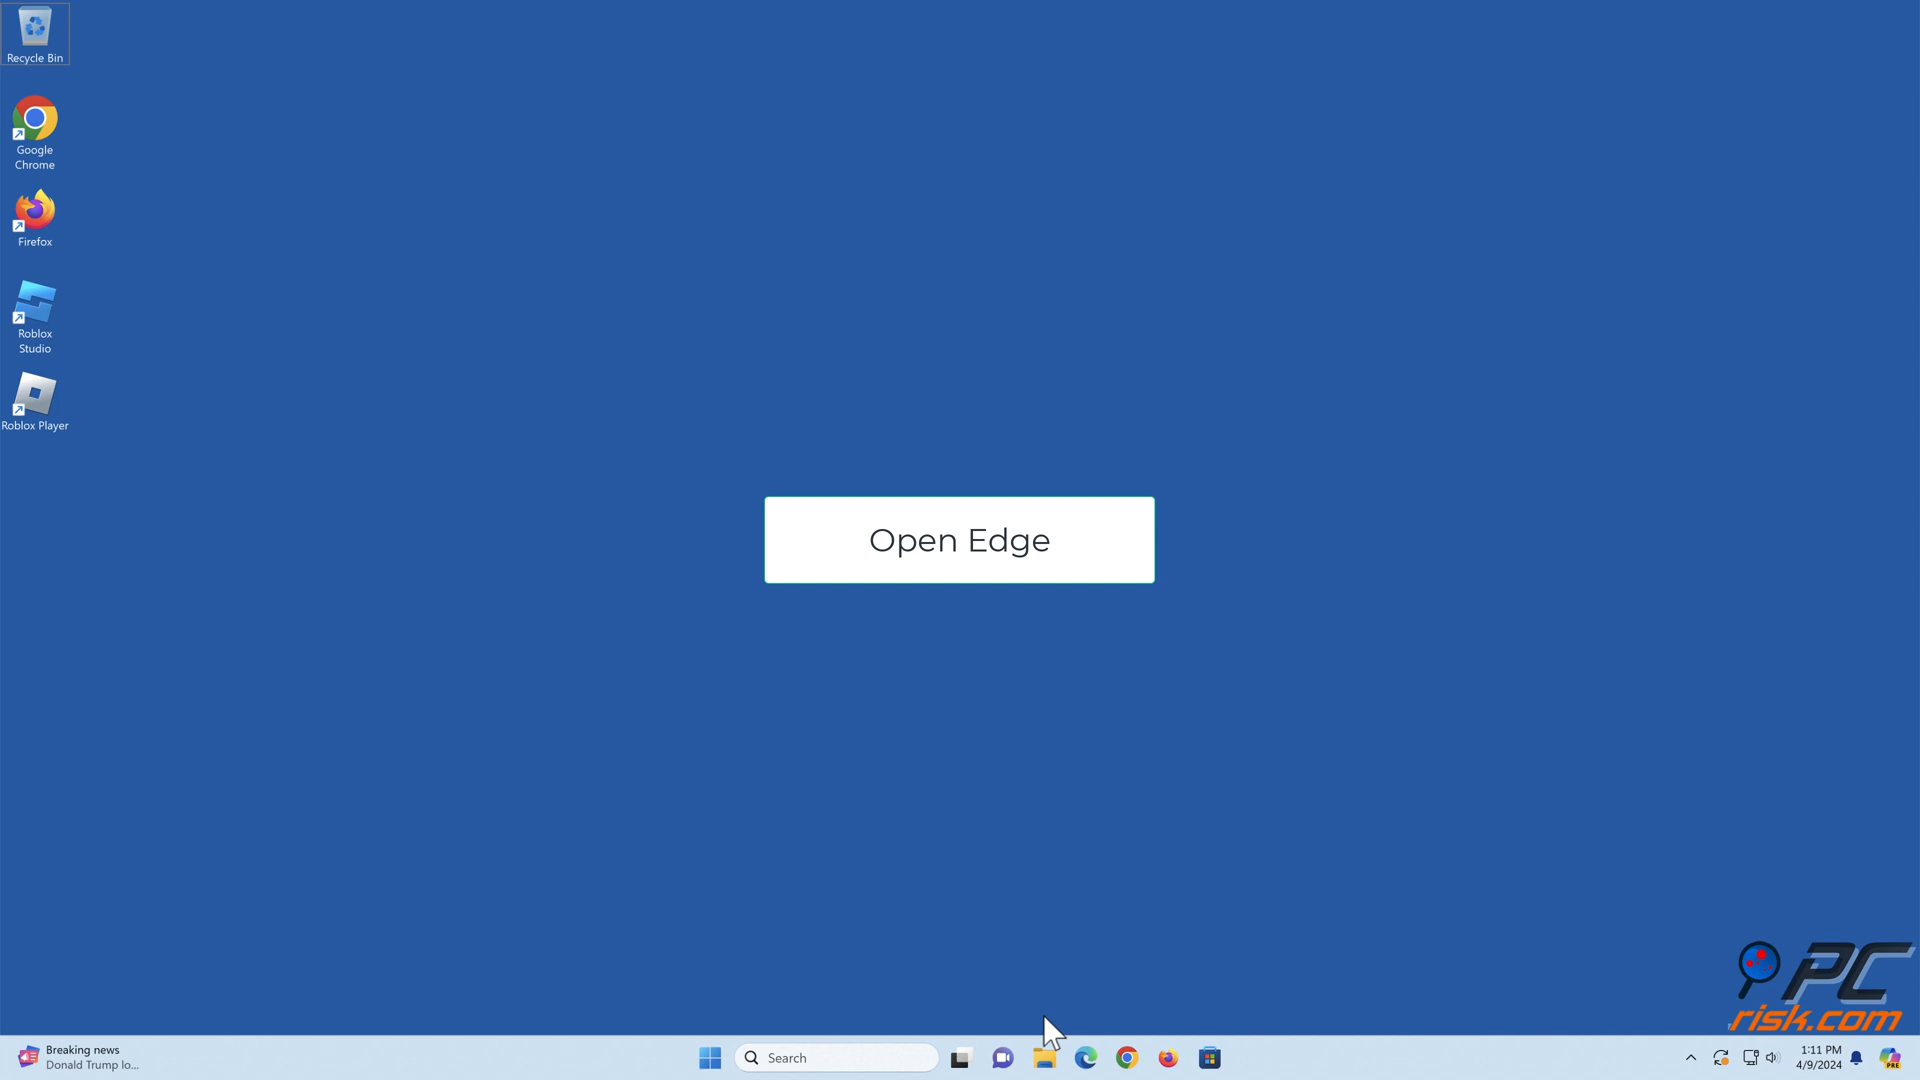 Recycle Bin
Google
Chrome
Firefox
Roblox
Studio
Roblox Player
Open Edge
PC
risk.com
Breaking news
Donald Trump lo...
Search
1:11 PM
4/9/2024
PRE